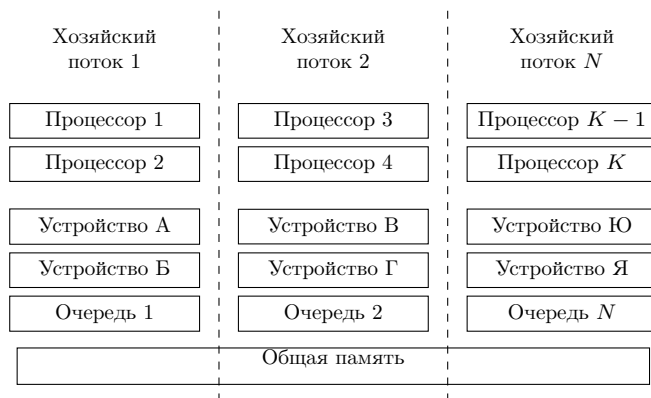 Хозяйский Хозяйский Хозяйский
поток 1 поток 2 поток N
Процессор 1 Процессор 3 Процессор K − 1
Процессор 2 Процессор 4 Процессор K
Устройство А Устройство В Устройство Ю
Устройство Б Устройство Г Устройство Я
Очередь 1 Очередь 2 Очередь N
Общая память